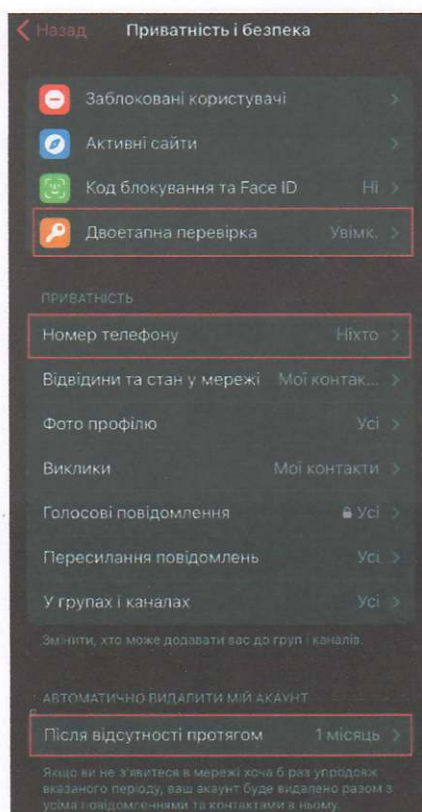 Назад Приватність і безпека
Заблоковані користувачі
Активні сайти
Код блокування та Face ID Ні
Двоетапна перевірка Увімк.
ПРИВАТНІСТЬ
Номер телефону Ніхто
Відвідини та стан у мережі Мої контак...
Фото профілю Усі
Виклики Мої контакти
Голосові повідомлення Усі
Пересилання повідомлень Усі
У групах і каналах Усі
Змінити, хто може додавати вас до груп і каналів.
АВТОМАТИЧНО ВИДАЛИТИ МІЙ АКАУНТ
Після відсутності протягом 1 місяць
Якщо ви не з'явитеся в мережі хоча б раз упродовж
вказаного періоду, ваш акаунт буде видалено разом з
усіма повідомленнями та контактами в ньому.